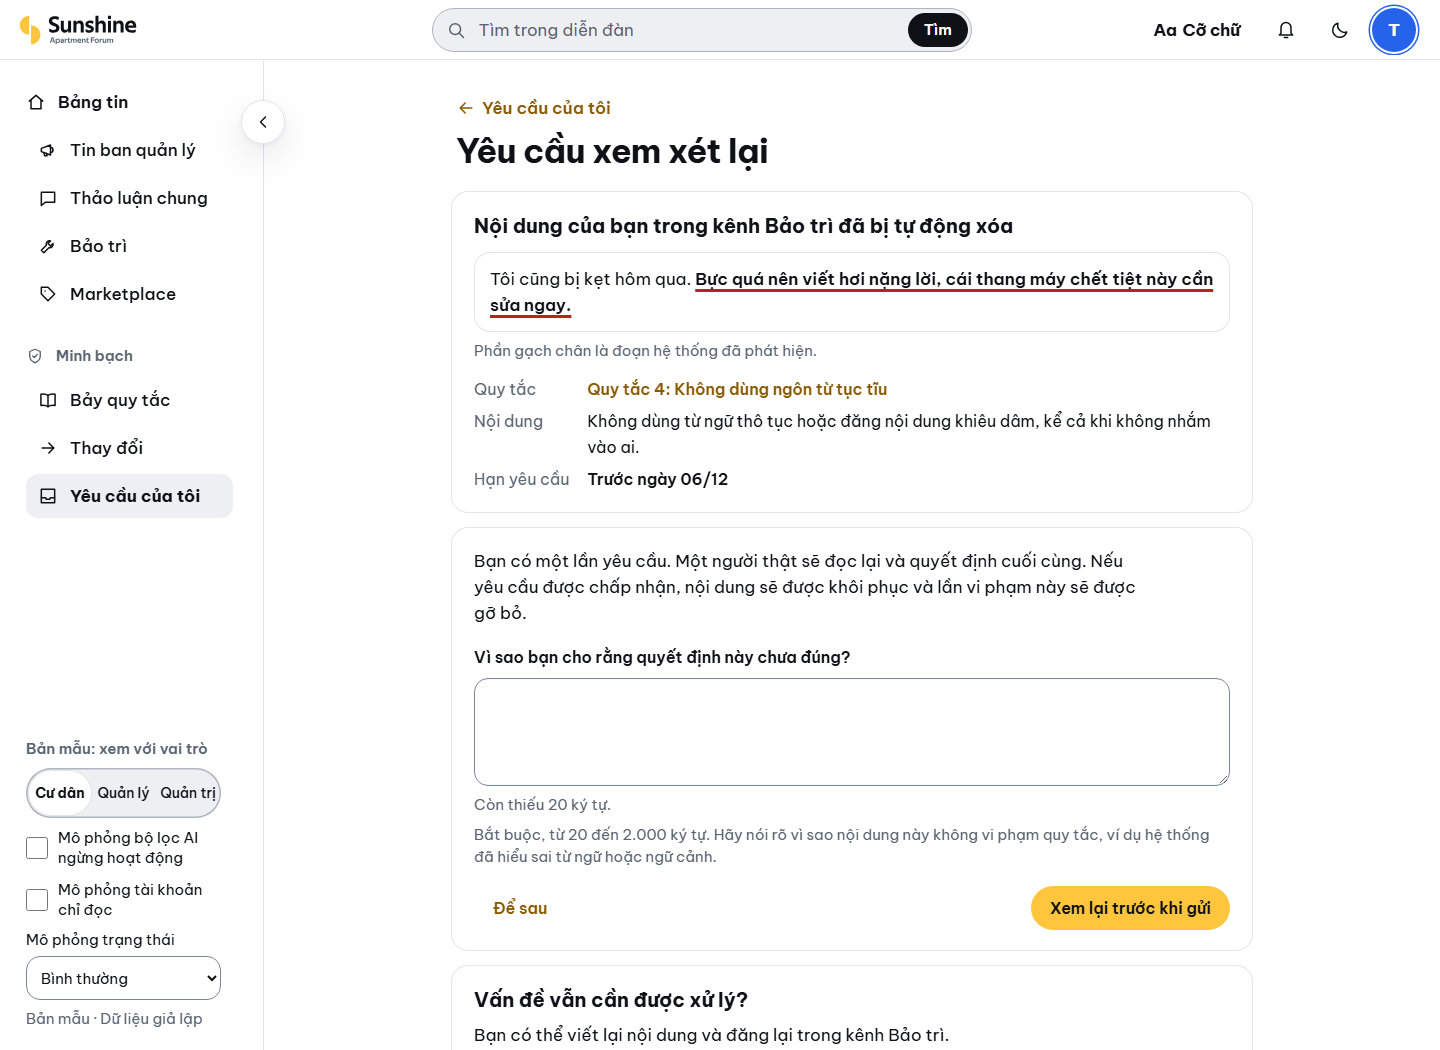 Sunshine
Apartment Forum
Tìm trong diễn đàn
Tìm
Aa Cỡ chữ
T
Bảng tin
Tin ban quản lý
Thảo luận chung
Bảo trì
Marketplace
Minh bạch
Bảy quy tắc
Thay đổi
Yêu cầu của tôi
Bản mẫu: xem với vai trò
Cư dân
Quản lý
Quản trị
Mô phỏng bộ lọc AI
ngừng hoạt động
Mô phỏng tài khoản
chỉ đọc
Mô phỏng trạng thái
Bình thường
Bản mẫu · Dữ liệu giả lập
Yêu cầu của tôi
Yêu cầu xem xét lại
Nội dung của bạn trong kênh Bảo trì đã bị tự động xóa
Tôi cũng bị kẹt hôm qua. Bực quá nên viết hơi nặng lời, cái thang máy chết tiệt này cần
sửa ngay.
Phần gạch chân là đoạn hệ thống đã phát hiện.
Quy tắc
Quy tắc 4: Không dùng ngôn từ tục tĩu
Nội dung
Không dùng từ ngữ thô tục hoặc đăng nội dung khiêu dâm, kể cả khi không nhắm
vào ai.
Hạn yêu cầu
Trước ngày 06/12
Bạn có một lần yêu cầu. Một người thật sẽ đọc lại và quyết định cuối cùng. Nếu
yêu cầu được chấp nhận, nội dung sẽ được khôi phục và lần vi phạm này sẽ được
gỡ bỏ.
Vì sao bạn cho rằng quyết định này chưa đúng?
Còn thiếu 20 ký tự.
Bắt buộc, từ 20 đến 2.000 ký tự. Hãy nói rõ vì sao nội dung này không vi phạm quy tắc, ví dụ hệ thống
đã hiểu sai từ ngữ hoặc ngữ cảnh.
Để sau
Xem lại trước khi gửi
Vấn đề vẫn cần được xử lý?
Bạn có thể viết lại nội dung và đăng lại trong kênh Bảo trì.